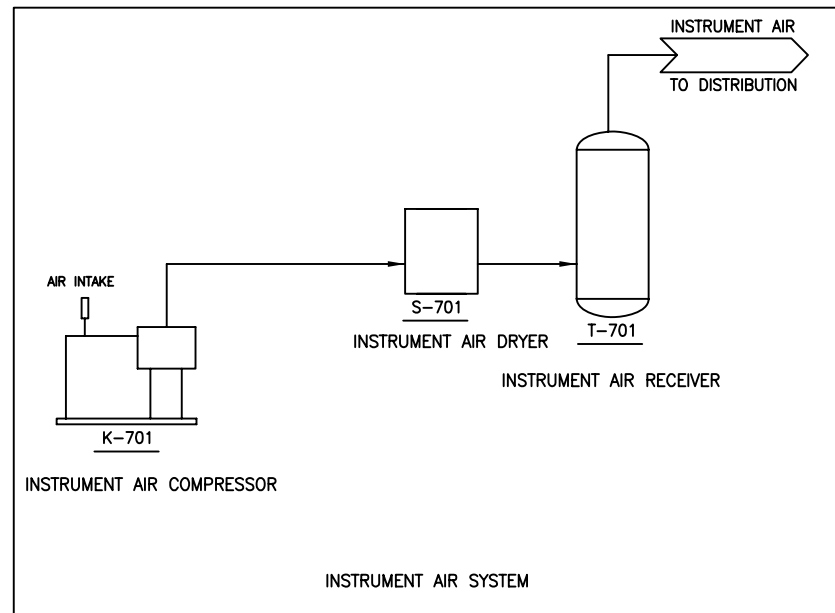 INSTRUMENT AIR
TO DISTRIBUTION
AIR INTAKE
S-701
INSTRUMENT AIR DRYER
T-701
INSTRUMENT AIR RECEIVER
K-701
INSTRUMENT AIR COMPRESSOR
INSTRUMENT AIR SYSTEM